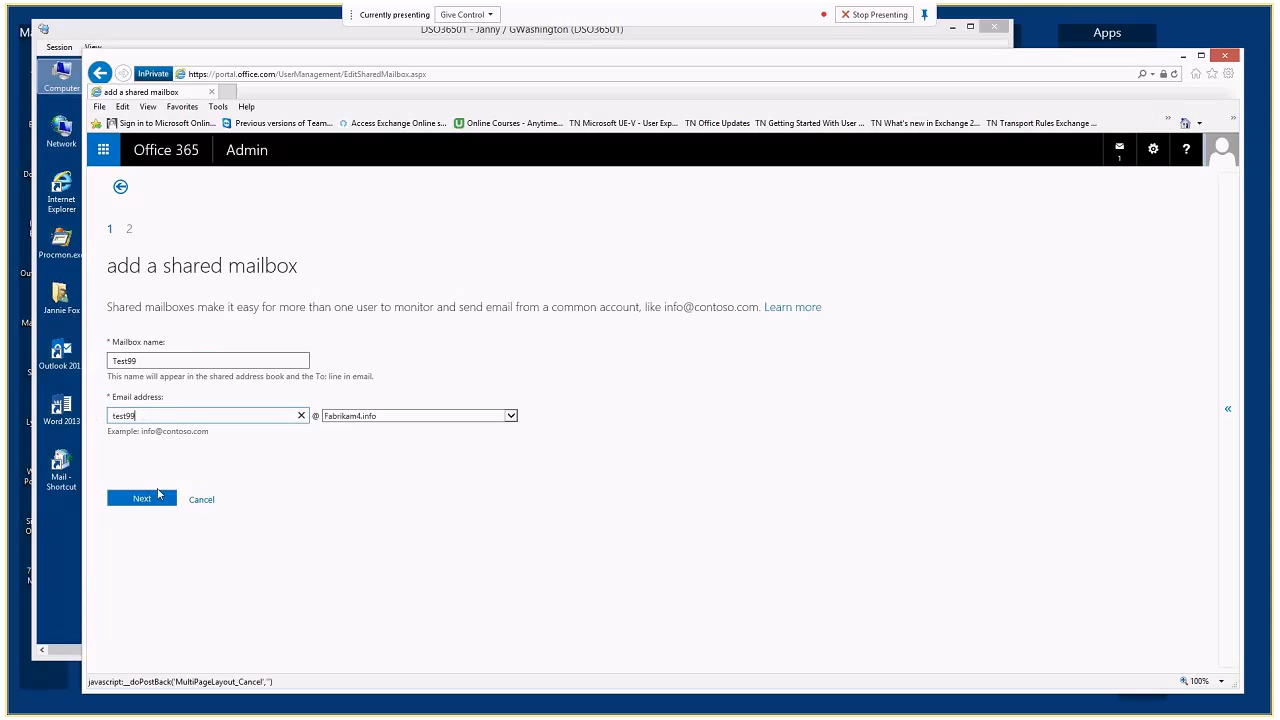 Currently presenting
Give Control
Stop Presenting
DSO36501 - Janny / GWashington (DSO36501)
Apps
Session View
InPrivate https://portal.office.com/UserManagement/EditSharedMailbox.aspx
add a shared mailbox
File Edit View Favorites Tools Help
Sign in to Microsoft Onlin... Previous versions of Team... Access Exchange Online s... Online Courses - Anytime... TN Microsoft UE-V - User Exp... TN Office Updates TN Getting Started With User ... TN What's new in Exchange 2... TN Transport Rules Exchange ...
Office 365 Admin
1
?
1 2
add a shared mailbox
Shared mailboxes make it easy for more than one user to monitor and send email from a common account, like info@contoso.com. Learn more
* Mailbox name:
Test99
This name will appear in the shared address book and the To: line in email.
* Email address:
test99 @ Fabrikam4.info
Example: info@contoso.com
Next Cancel
Computer
Network
Internet
Explorer
Procmon.exe
Jannie Fox
Outlook 201
Word 2013
Mail -
Shortcut
javascript:__doPostBack('MultiPageLayout_Cancel','')
100%